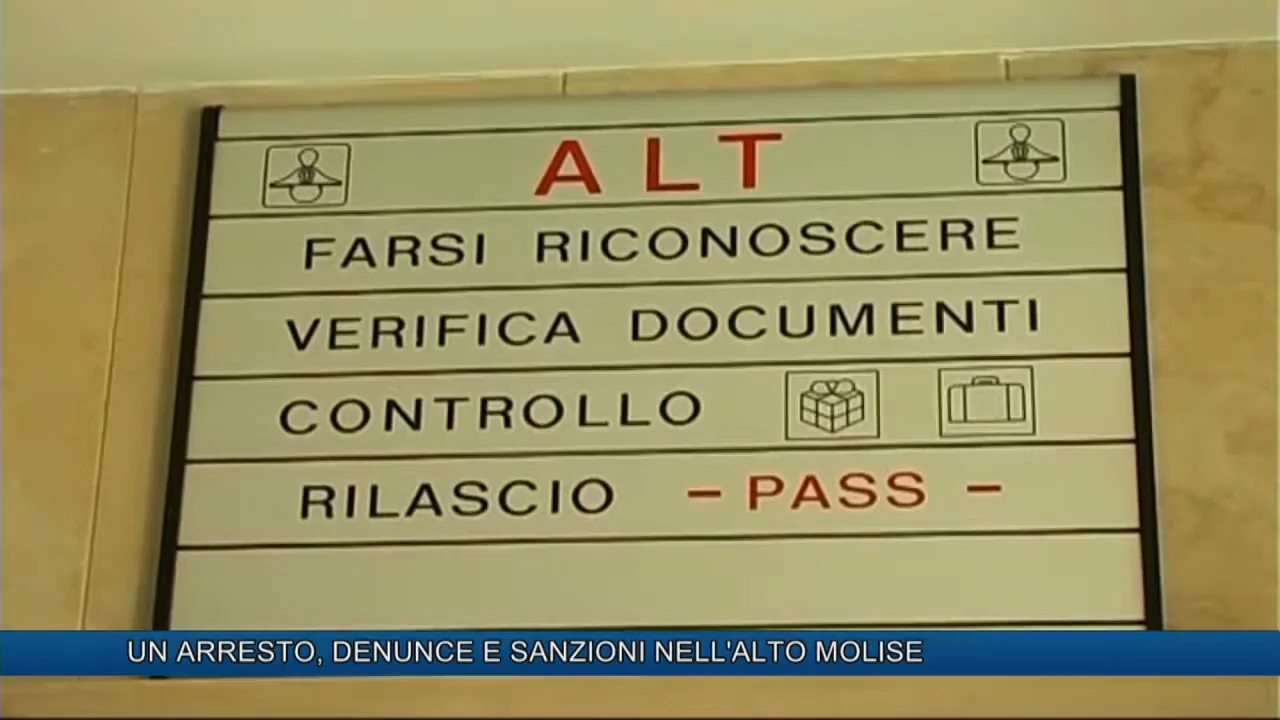 ALT
FARSI RICONOSCERE
VERIFICA DOCUMENTI
CONTROLLO
RILASCIO - PASS -
UN ARRESTO, DENUNCE E SANZIONI NELL'ALTO MOLISE